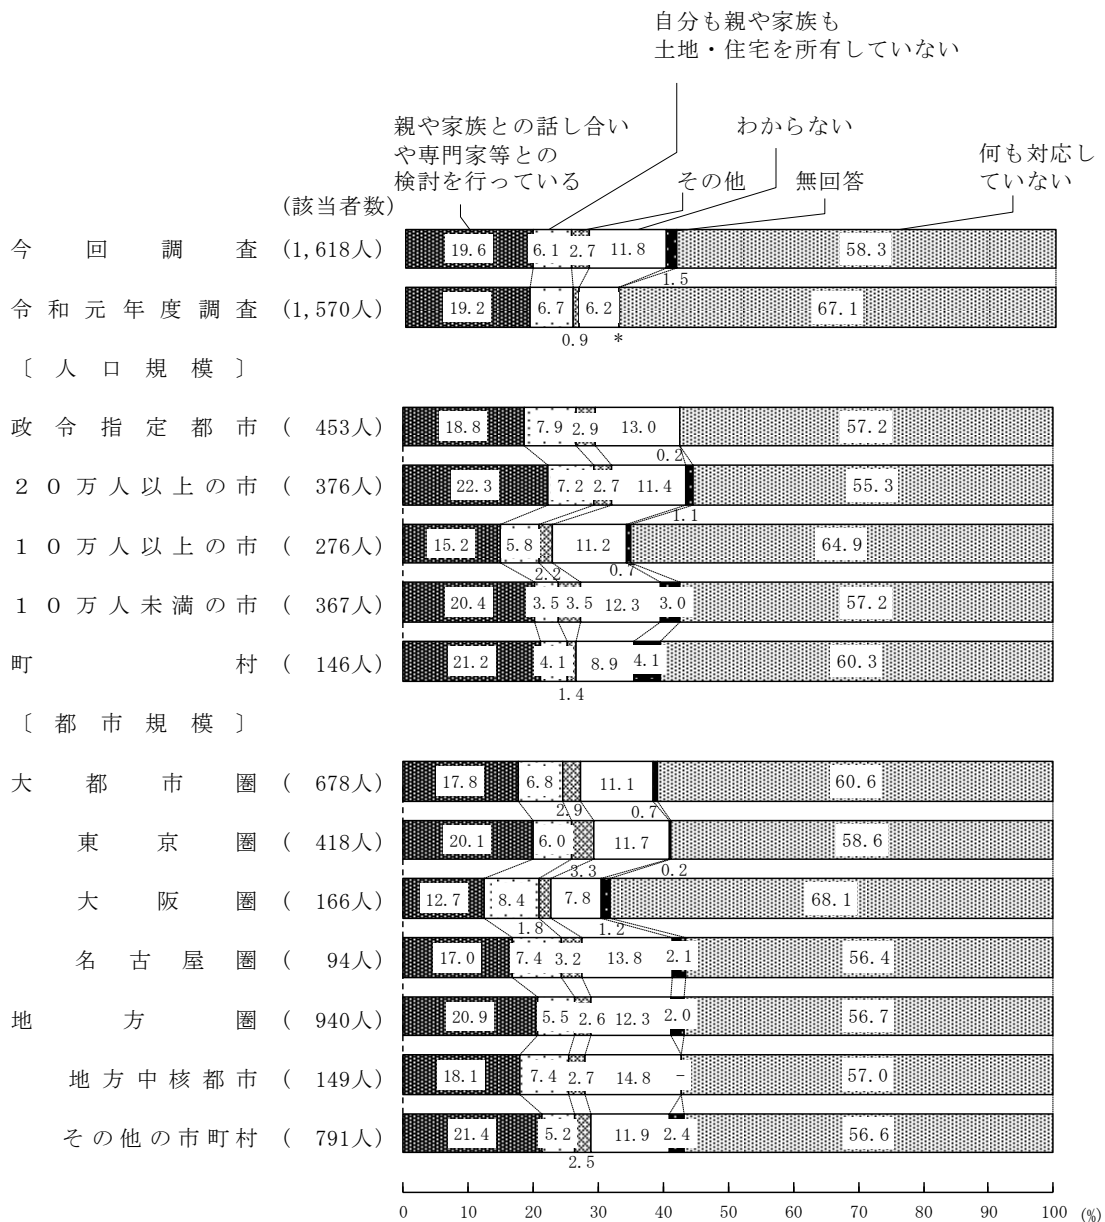 自分も親や家族も
土地・住宅を所有していない
親や家族との話し合い
や専門家等との
検討を行っている
その他
わからない
無回答
何も対応し
ていない
(該当者数)
今回調査 (1,618人) 19.6 6.1 2.7 11.8 58.3
1.5
令和元年度調査 (1,570人) 19.2 6.7 6.2 67.1
0.9 *
〔人口規模〕
政令指定都市 ( 453人) 18.8 7.9 2.9 13.0 57.2
0.2
20万人以上の市 ( 376人) 22.3 7.2 2.7 11.4 55.3
1.1
10万人以上の市 ( 276人) 15.2 5.8 11.2 64.9
2.2 0.7
10万人未満の市 ( 367人) 20.4 3.5 3.5 12.3 3.0 57.2
町村 ( 146人) 21.2 4.1 8.9 4.1 60.3
1.4
〔都市規模〕
大都市圏 ( 678人) 17.8 6.8 11.1 60.6
2.9 0.7
東京圏 ( 418人) 20.1 6.0 11.7 58.6
3.3 0.2
大阪圏 ( 166人) 12.7 8.4 7.8 68.1
1.8 1.2
名古屋圏 ( 94人) 17.0 7.4 3.2 13.8 2.1 56.4
地方圏 ( 940人) 20.9 5.5 2.6 12.3 2.0 56.7
地方中核都市 ( 149人) 18.1 7.4 2.7 14.8 - 57.0
その他の市町村 ( 791人) 21.4 5.2 11.9 2.4 56.6
2.5
0 10 20 30 40 50 60 70 80 90 100 (%)